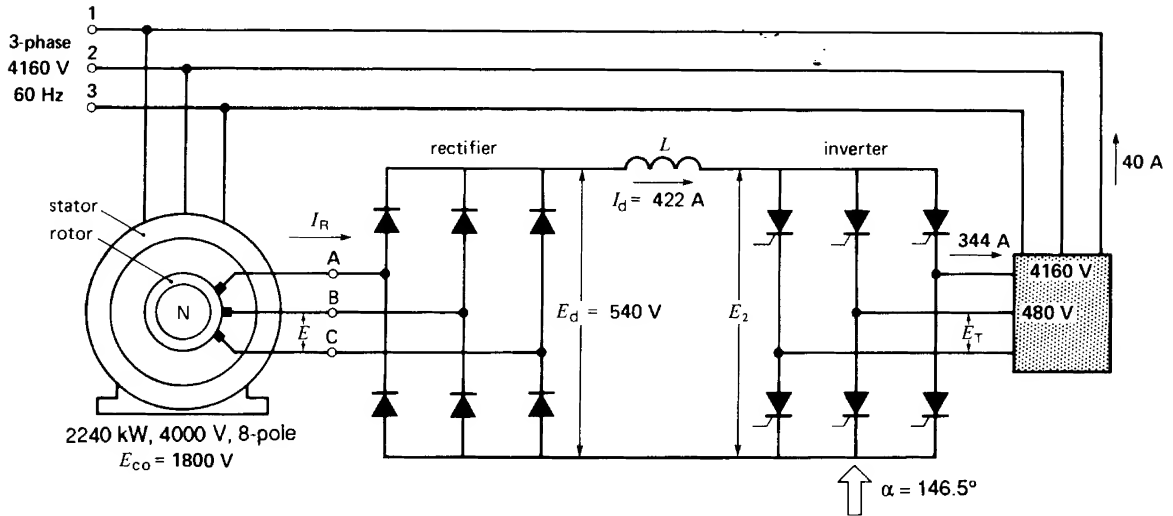 1
3-phase
2
4160 V
60 Hz
3
rectifier
L
inverter
40 A
stator
rotor
I_R
I_d = 422 A
344 A
A
4160 V
N
B
E
E_d = 540 V
E_2
480 V
E_T
C
2240 kW, 4000 V, 8-pole
E_co = 1800 V
α = 146.5°